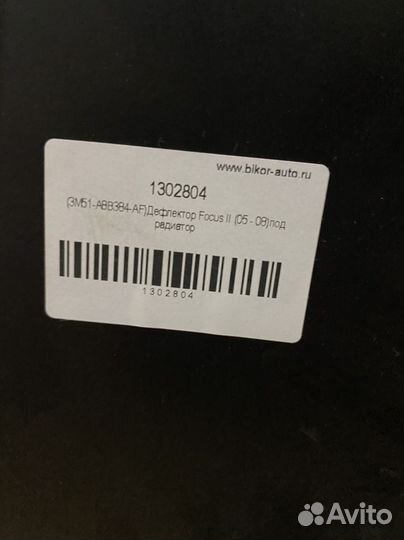 www.bikor-auto.ru
1302804
(3M51-A8B384-AF)Дефлектор Focus II (05 - 08)под
радиатор
1302804
Avito